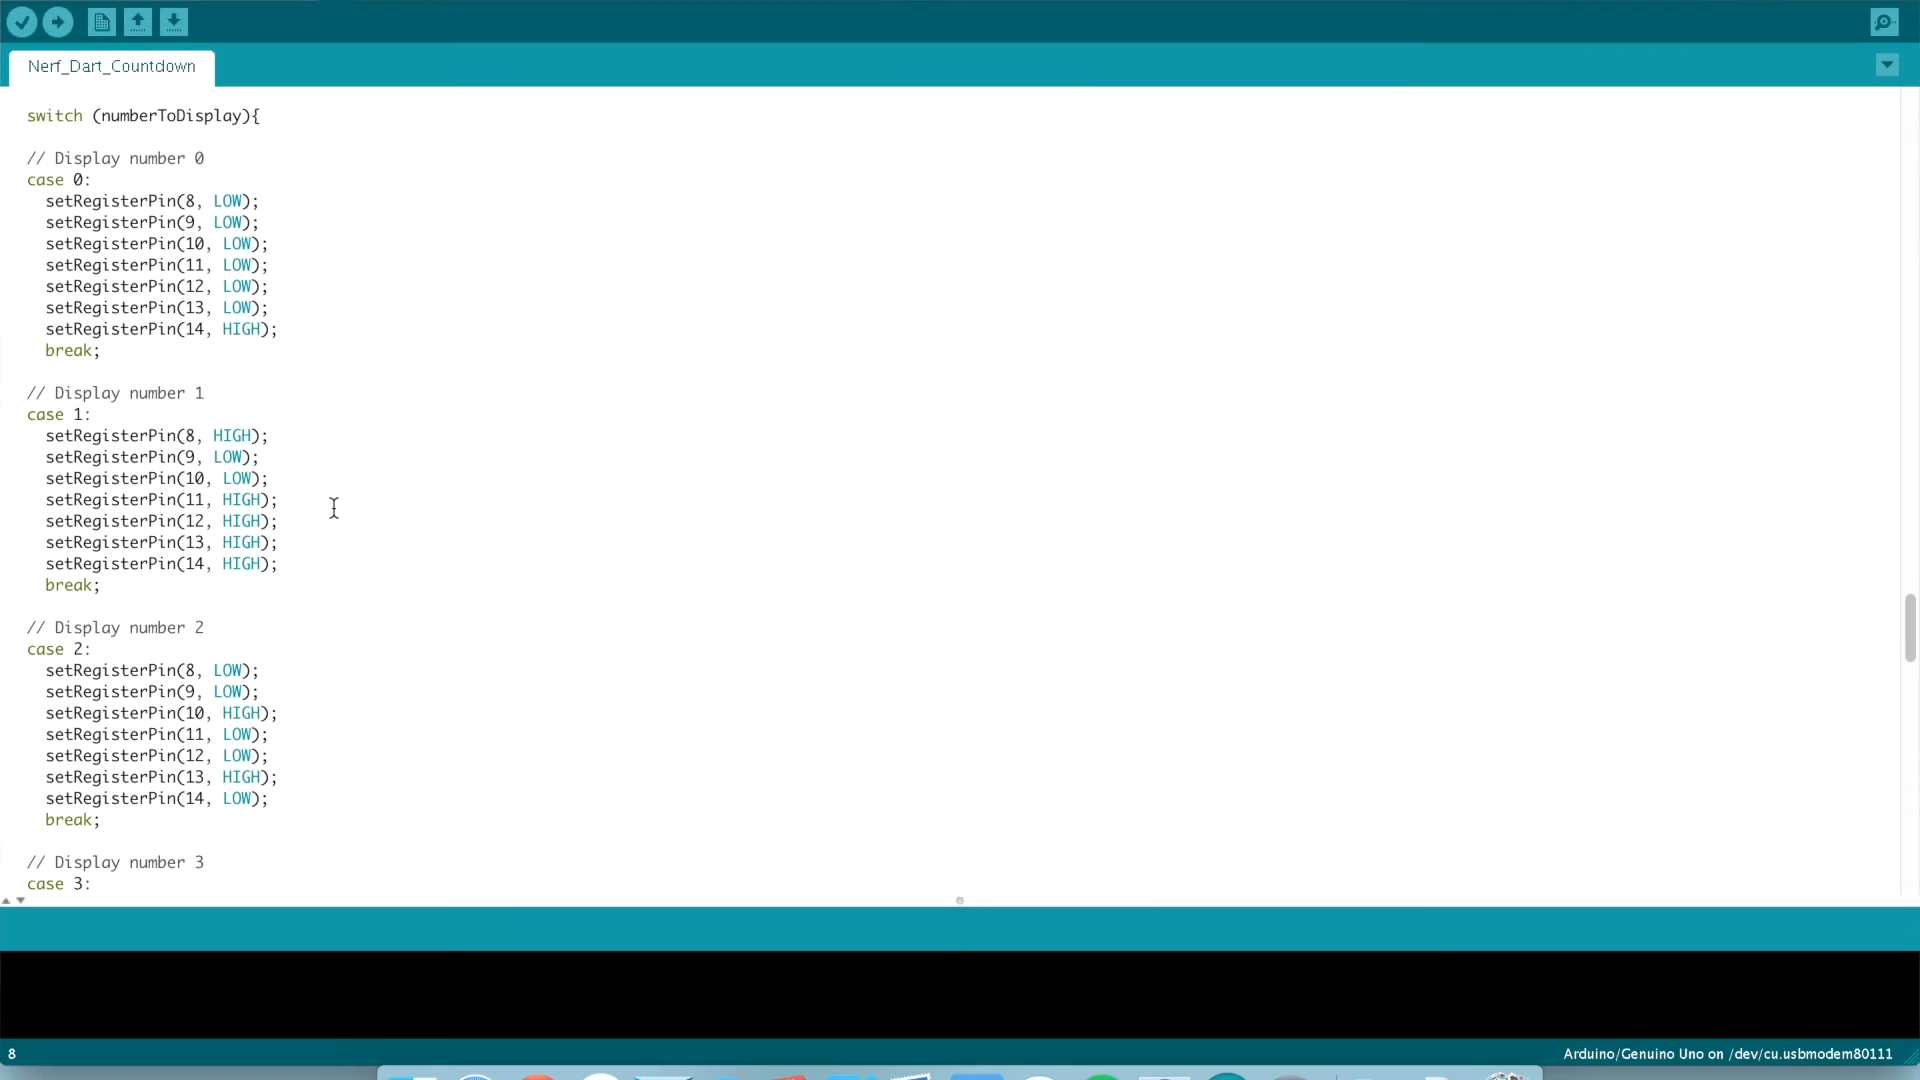 Nerf_Dart_Countdown
switch (numberToDisplay){
// Display number 0
case 0:
setRegisterPin(8, LOW);
setRegisterPin(9, LOW);
setRegisterPin(10, LOW);
setRegisterPin(11, LOW);
setRegisterPin(12, LOW);
setRegisterPin(13, LOW);
setRegisterPin(14, HIGH);
break;
// Display number 1
case 1:
setRegisterPin(8, HIGH);
setRegisterPin(9, LOW);
setRegisterPin(10, LOW);
setRegisterPin(11, HIGH);
setRegisterPin(12, HIGH);
setRegisterPin(13, HIGH);
setRegisterPin(14, HIGH);
break;
// Display number 2
case 2:
setRegisterPin(8, LOW);
setRegisterPin(9, LOW);
setRegisterPin(10, HIGH);
setRegisterPin(11, LOW);
setRegisterPin(12, LOW);
setRegisterPin(13, HIGH);
setRegisterPin(14, LOW);
break;
// Display number 3
case 3:
8
Arduino/Genuino Uno on /dev/cu.usbmodem80111